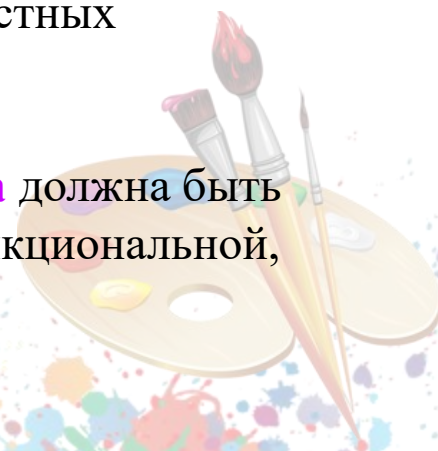 стных
а должна быть
кциональной,